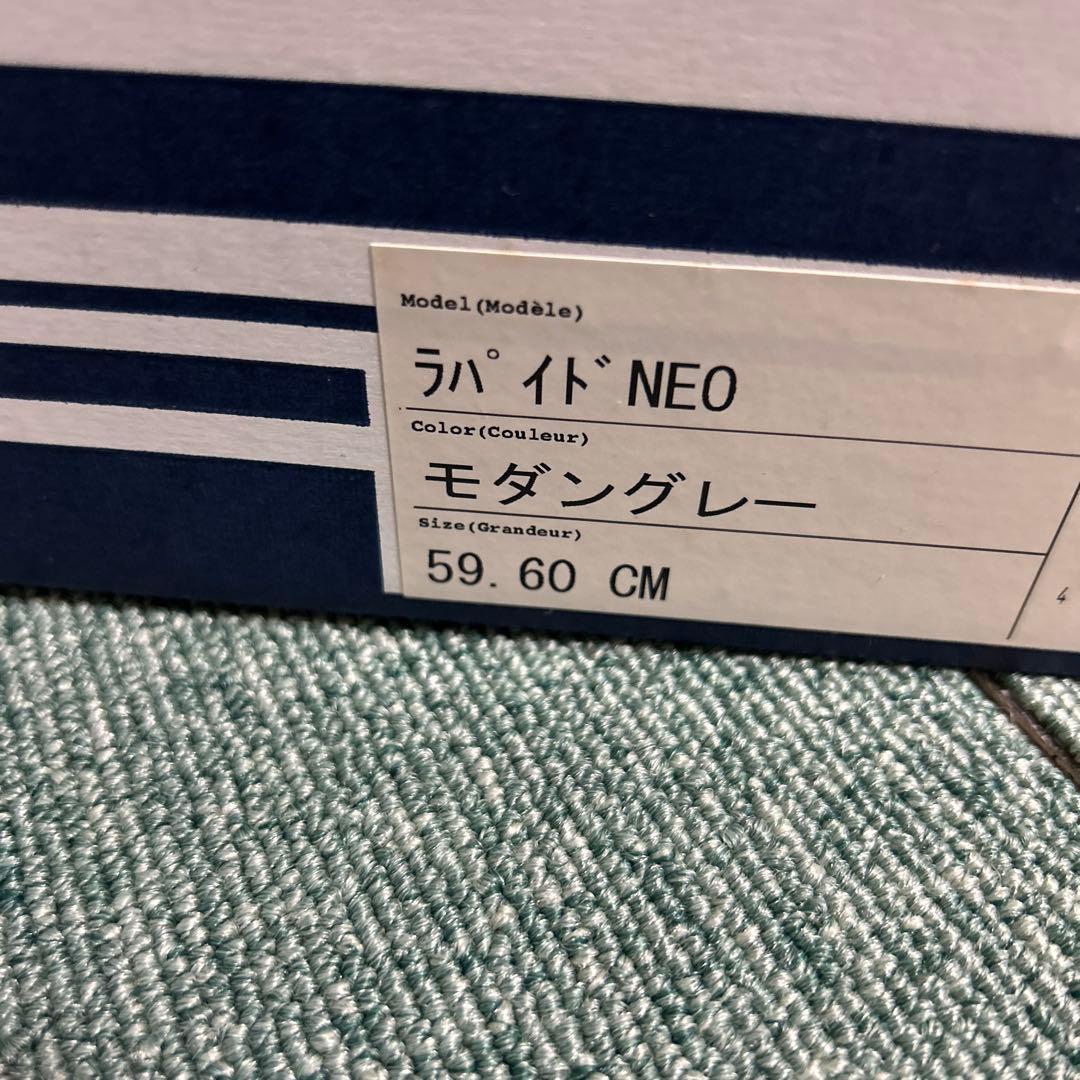 Model(Modèle)
ﾗﾊﾟｲﾄﾞNEO
Color(Couleur)
モダングレー
Size(Grandeur)
59. 60 CM
4